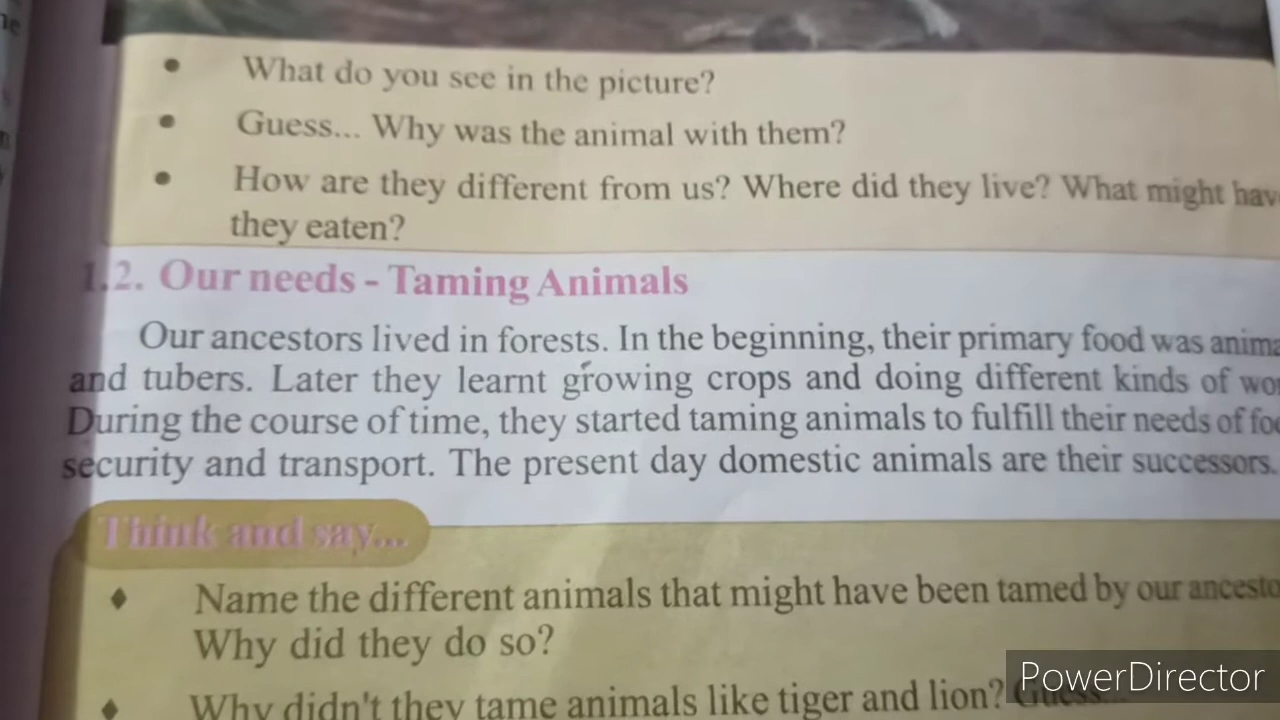 • What do you see in the picture?
• Guess... Why was the animal with them?
• How are they different from us? Where did they live? What might hav
they eaten?
1.2. Our needs - Taming Animals
Our ancestors lived in forests. In the beginning, their primary food was anima
and tubers. Later they learnt growing crops and doing different kinds of wor
During the course of time, they started taming animals to fulfill their needs of foo
security and transport. The present day domestic animals are their successors.
Think and say...
♦ Name the different animals that might have been tamed by our ancesto
Why did they do so?
♦ Why didn't they tame animals like tiger and lion? Guess...
PowerDirector